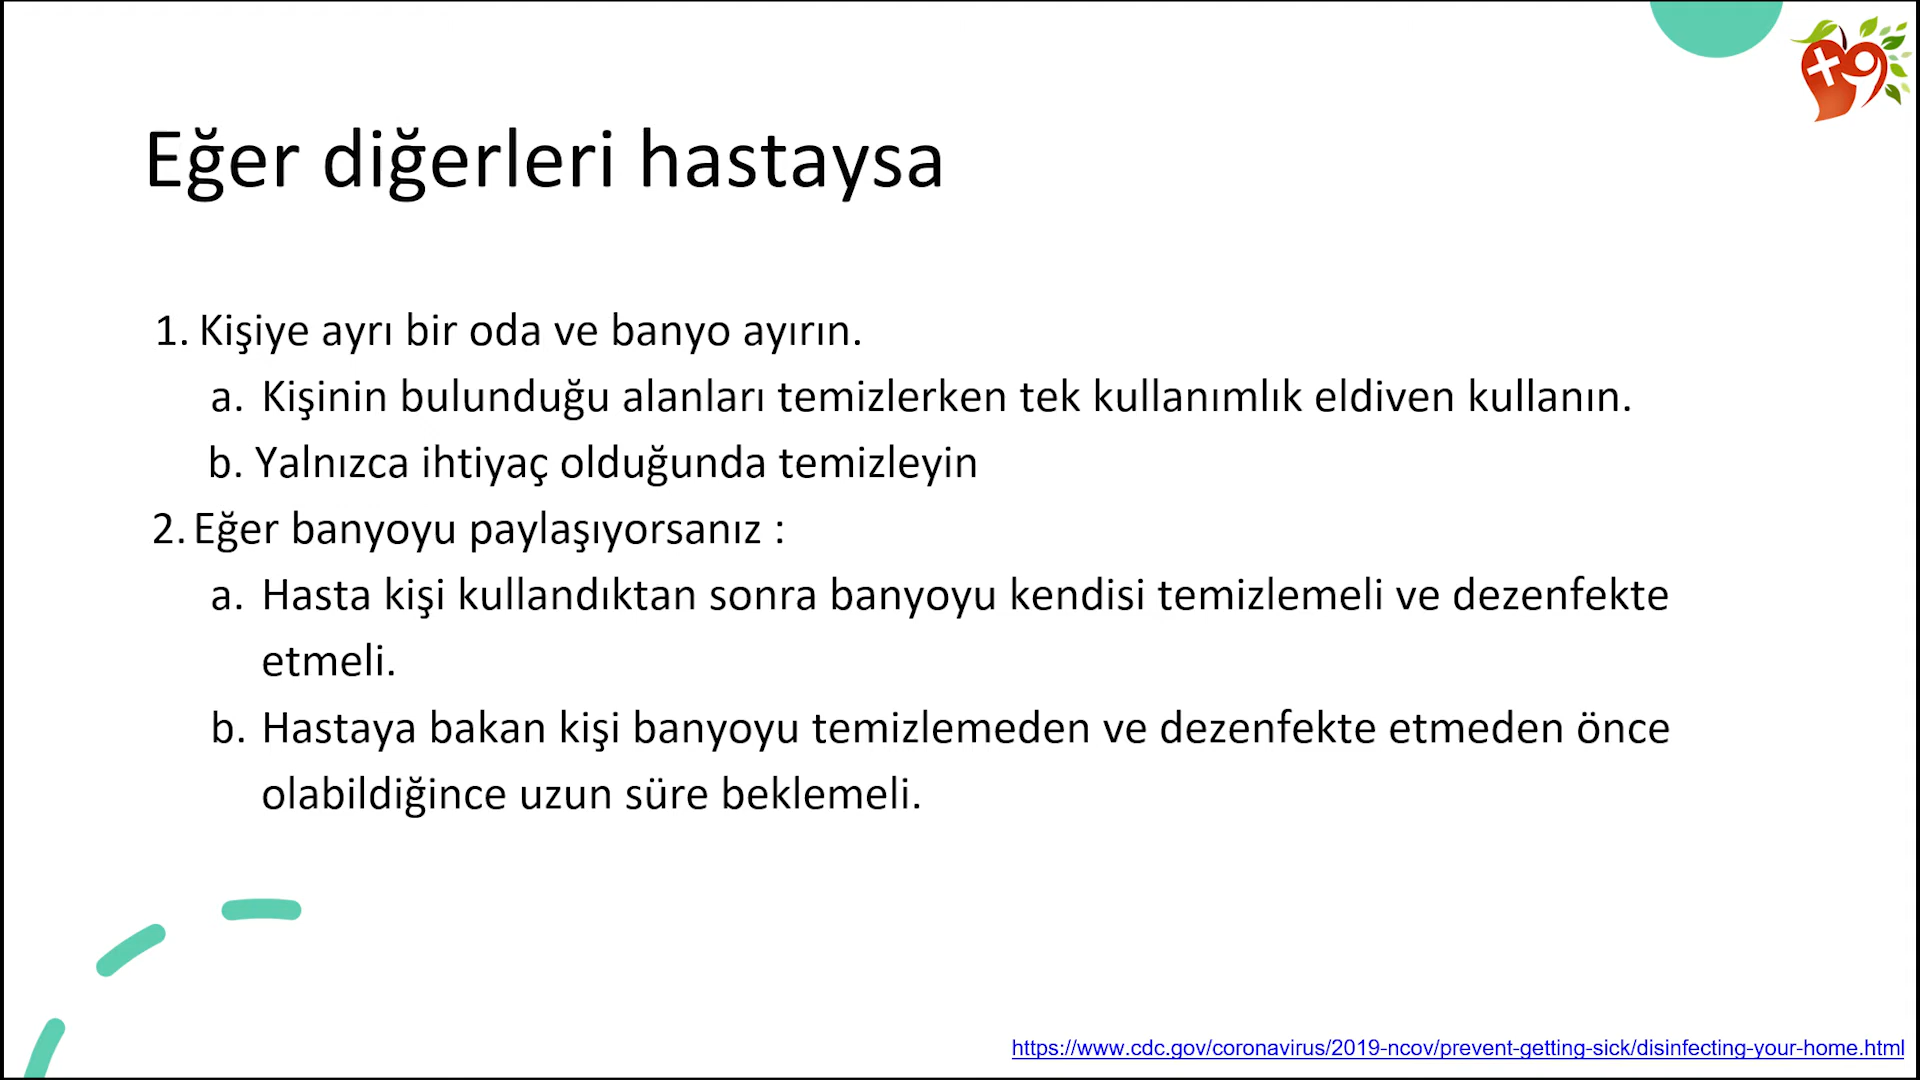 Eğer diğerleri hastaysa
1. Kişiye ayrı bir oda ve banyo ayırın.
a. Kişinin bulunduğu alanları temizlerken tek kullanımlık eldiven kullanın.
b. Yalnızca ihtiyaç olduğunda temizleyin
2. Eğer banyoyu paylaşıyorsanız :
a. Hasta kişi kullandıktan sonra banyoyu kendisi temizlemeli ve dezenfekte
etmeli.
b. Hastaya bakan kişi banyoyu temizlemeden ve dezenfekte etmeden önce
olabildiğince uzun süre beklemeli.
https://www.cdc.gov/coronavirus/2019-ncov/prevent-getting-sick/disinfecting-your-home.html